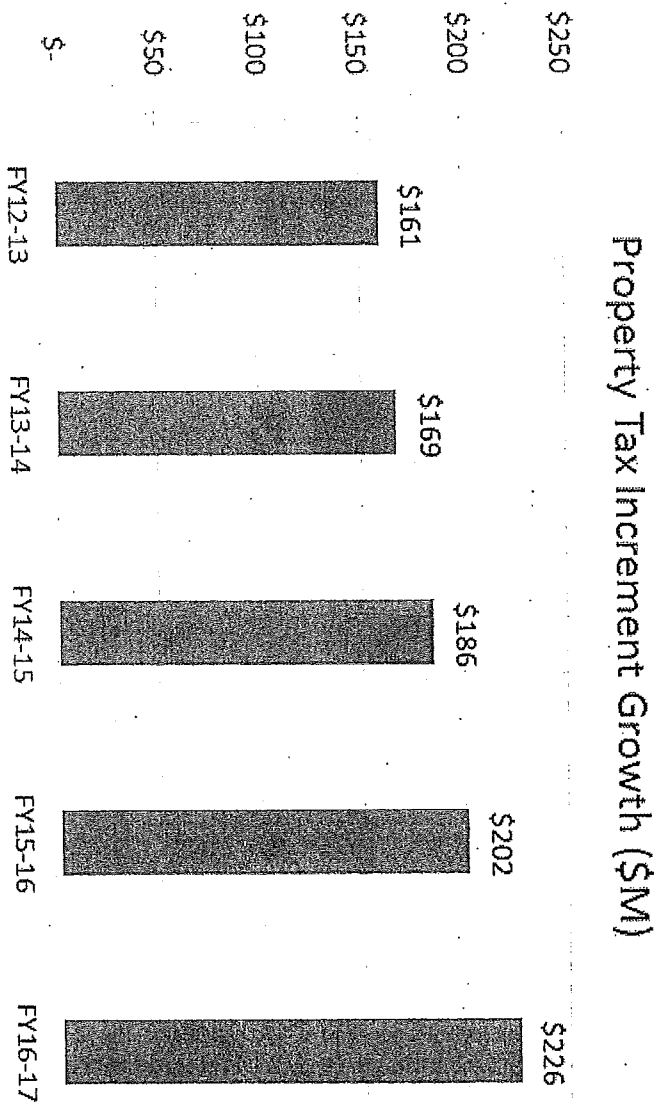 Property Tax Increment Growth ($M)
$250
$200
$150
$100
$50
$-
$161
$169
$186
$202
$226
FY12-13
FY13-14
FY14-15
FY15-16
FY16-17